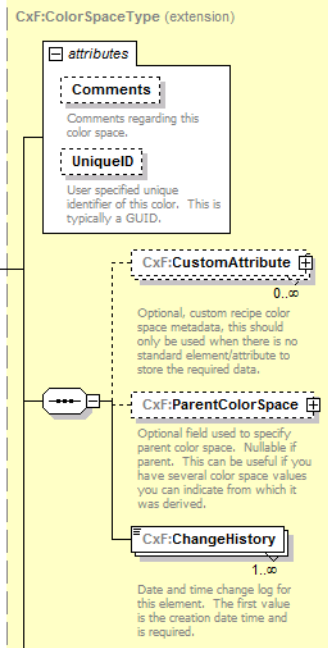 CxF:ColorSpaceType (extension)
attributes
Comments
Comments regarding this
color space.
UniqueID
User specified unique
identifier of this color. This is
typically a GUID.
CxF:CustomAttribute
0..∞
Optional, custom recipe color
space metadata, this should
only be used when there is no
standard element/attribute to
store the required data.
CxF:ParentColorSpace
Optional field used to specify
parent color space. Nullable if
parent. This can be useful if you
have several color space values
you can indicate from which it
was derived.
CxF:ChangeHistory
1..∞
Date and time change log for
this element. The first value
is the creation date time and
is required.